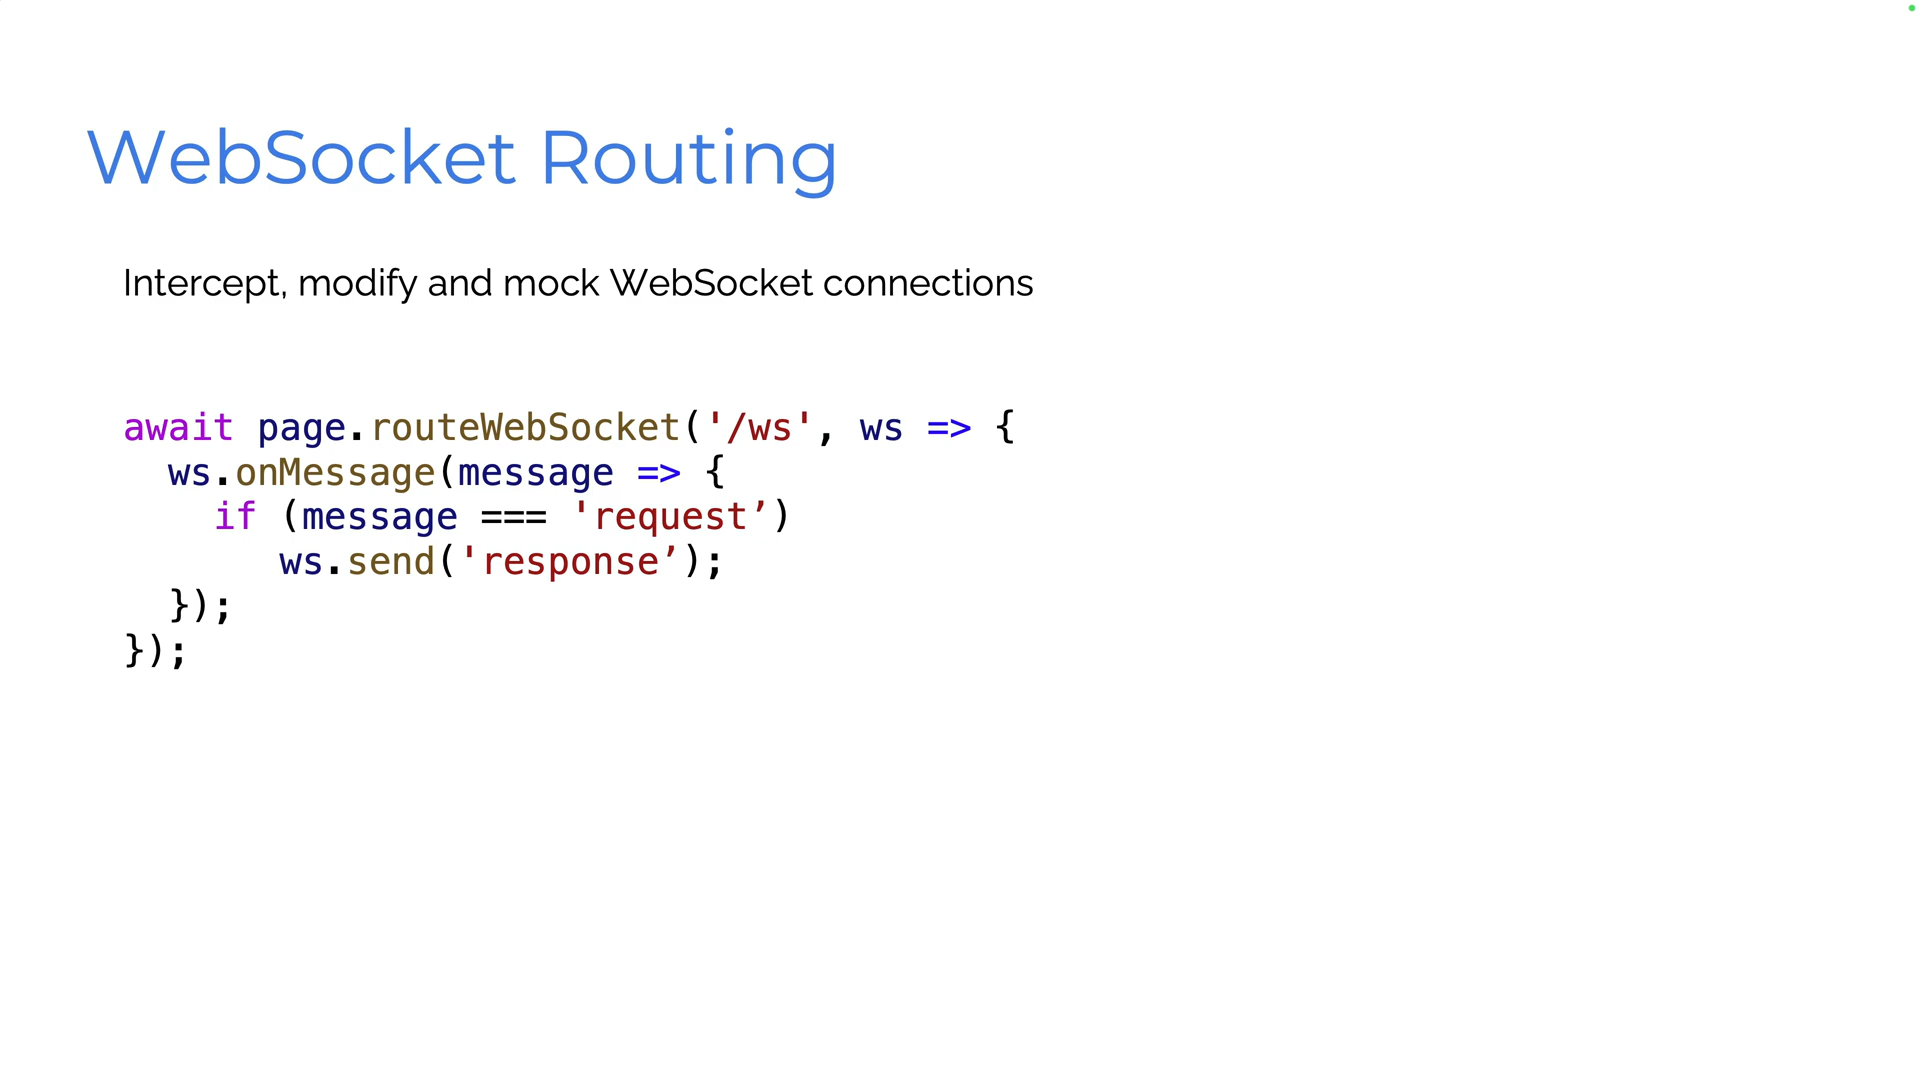 WebSocket Routing
Intercept, modify and mock WebSocket connections
await page.routeWebSocket('/ws', ws => {
  ws.onMessage(message => {
    if (message === 'request’)
       ws.send('response’);
  });
});